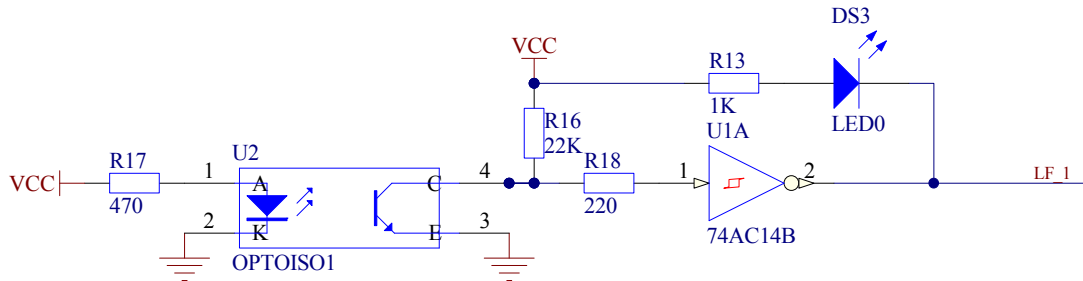 DS3
VCC
R13
1K
LED0
U1A
R16
22K
R17
U2
1
A
C
4
R18
1
2
VCC
LF_1
470
220
2
K
E
3
74AC14B
OPTOISO1